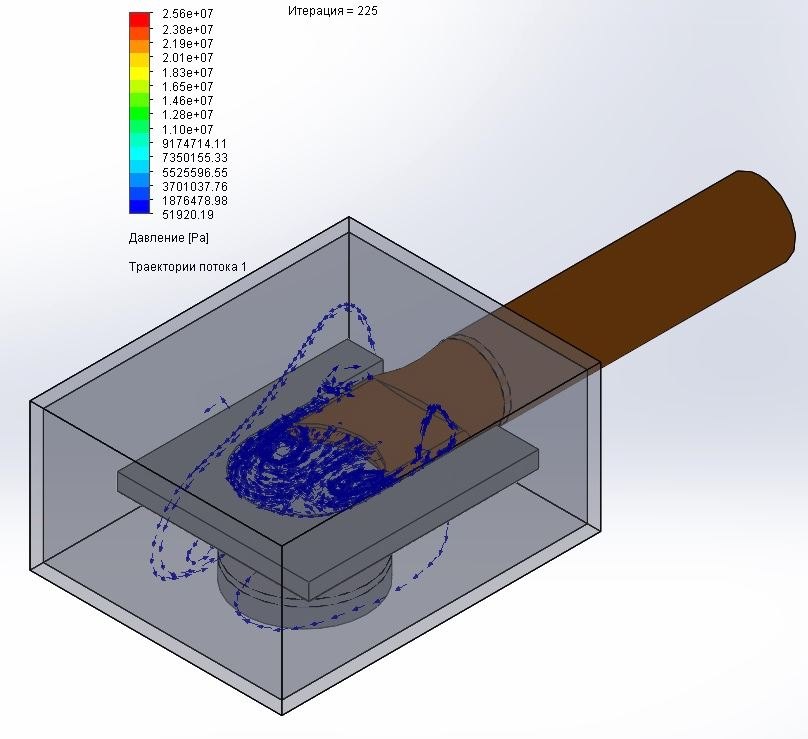 Итерация = 225
2.56e+07
2.38e+07
2.19e+07
2.01e+07
1.83e+07
1.65e+07
1.46e+07
1.28e+07
1.10e+07
9174714.11
7350155.33
5525596.55
3701037.76
1876478.98
51920.19
Давление [Pa]
Траектории потока 1